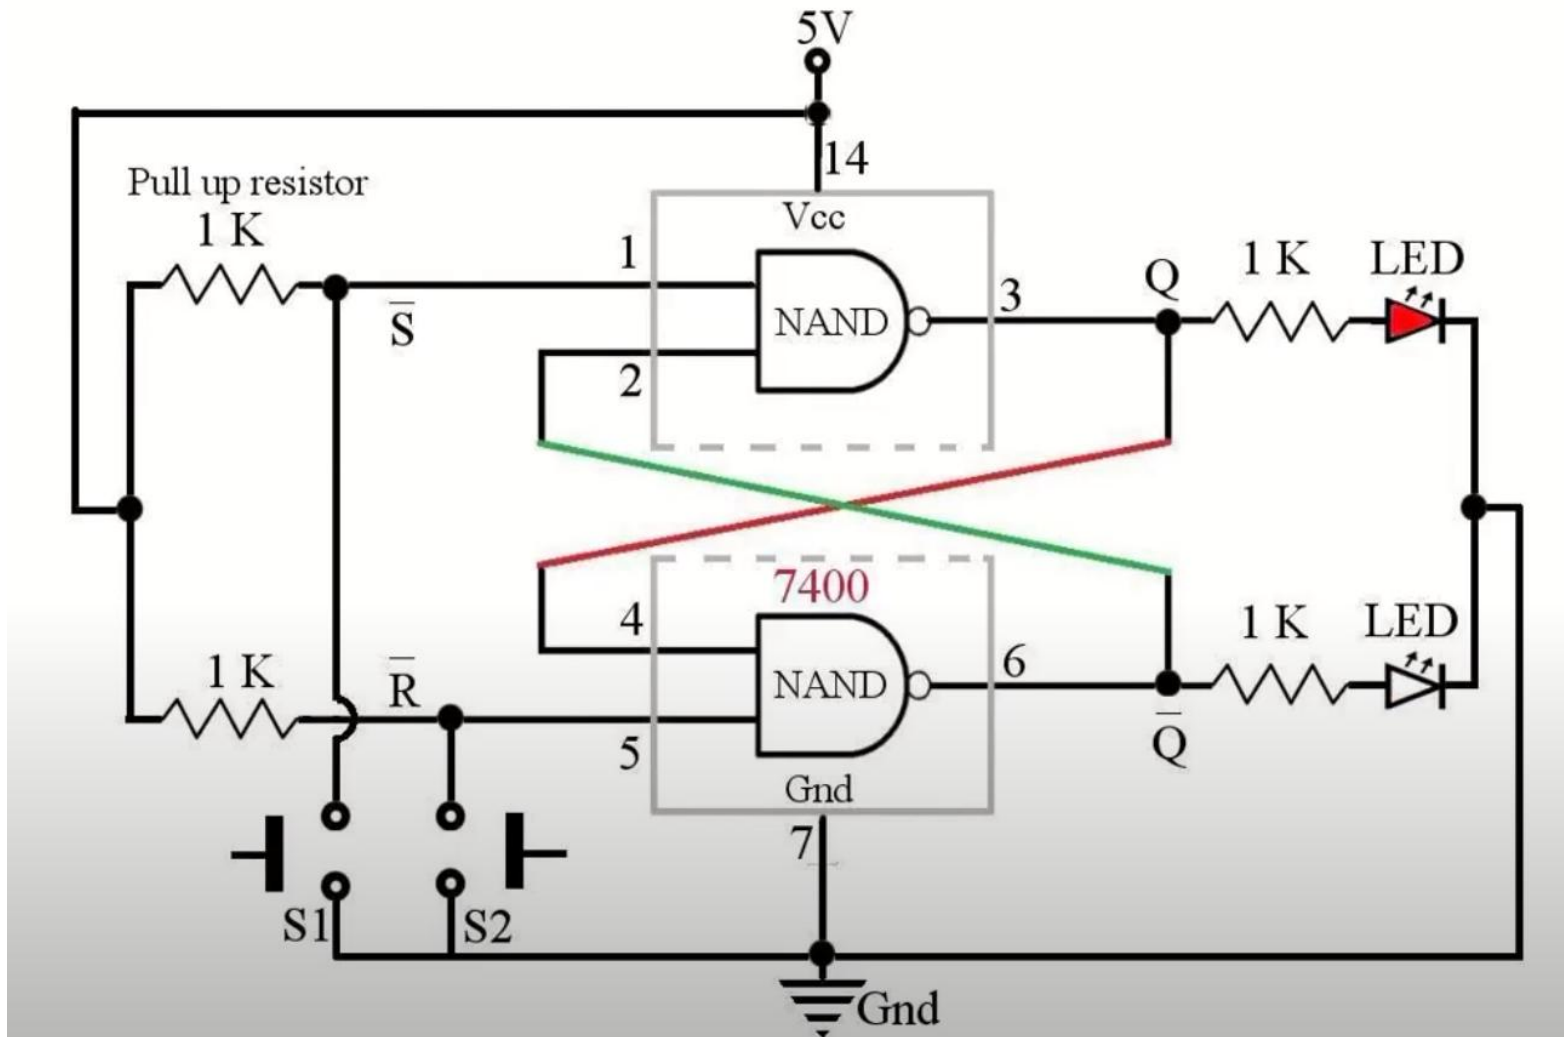 5V
14
Pull up resistor
1 K
Vcc
1
S̅
NAND
2
3
Q
1 K
LED
7400
1 K
R̅
4
NAND
5
6
Q̅
1 K
LED
Gnd
7
S1
S2
Gnd